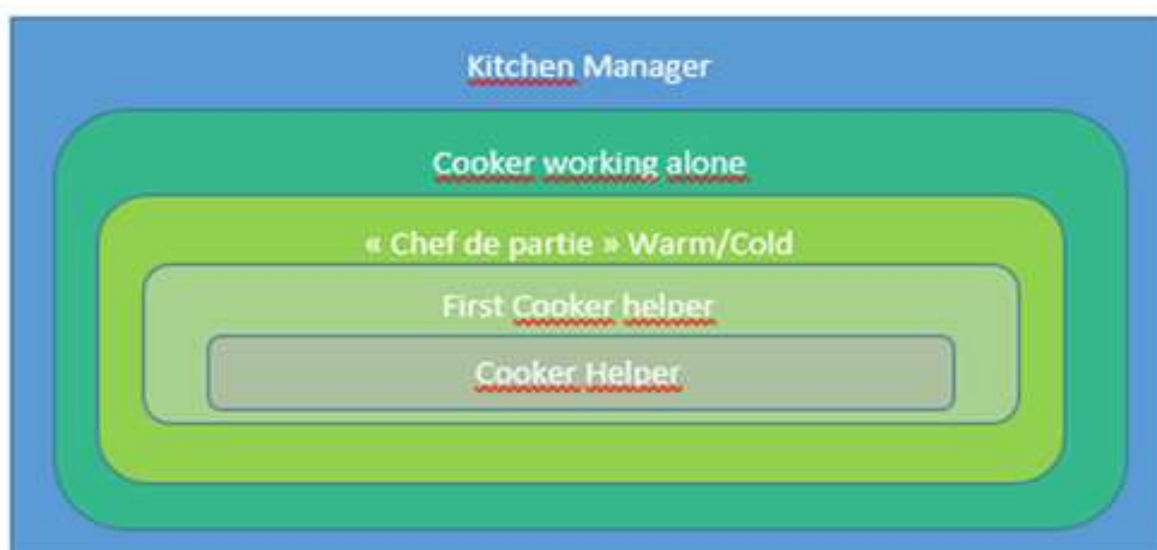 Kitchen Manager
Cooker working alone
« Chef de partie » Warm/Cold
First Cooker helper
Cooker Helper